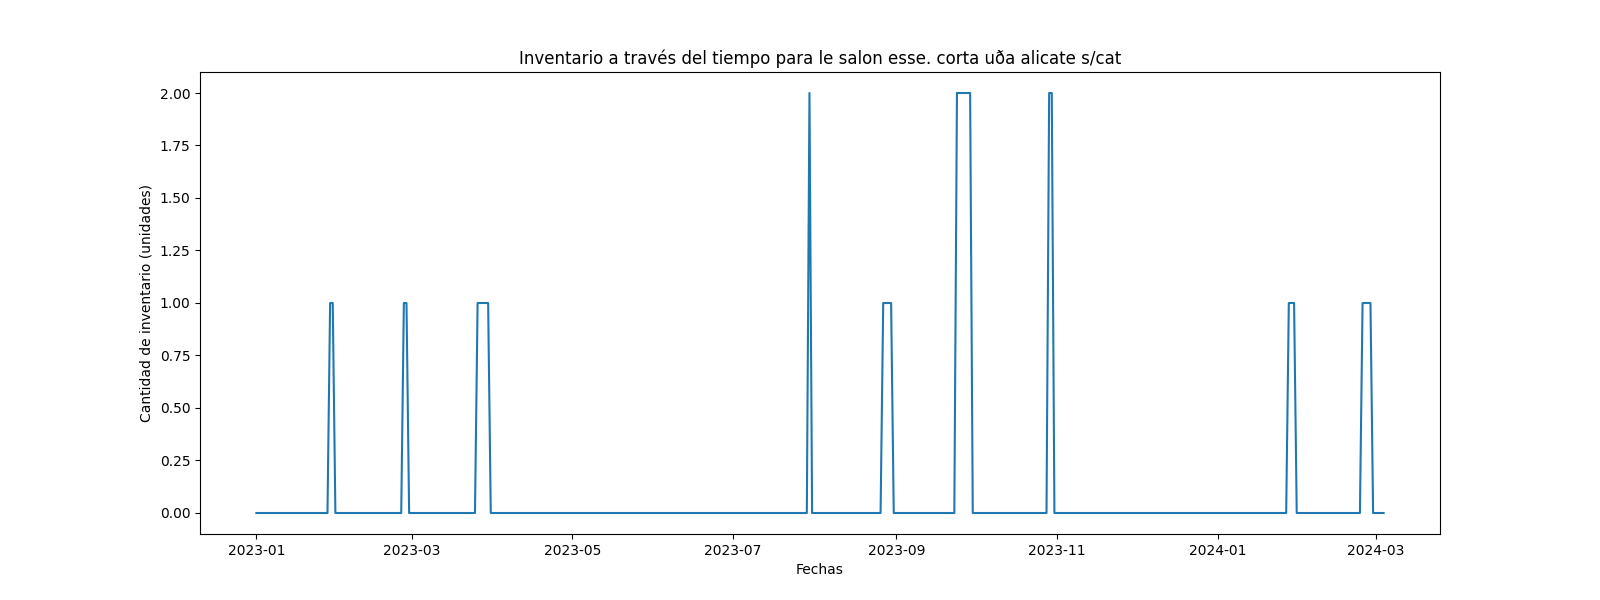 Inventario a través del tiempo para le salon esse. corta uða alicate s/cat
2.00
1.75
1.50
1.25
1.00
0.75
0.50
0.25
0.00
Cantidad de inventario (unidades)
2023-01 2023-03 2023-05 2023-07 2023-09 2023-11 2024-01 2024-03
Fechas